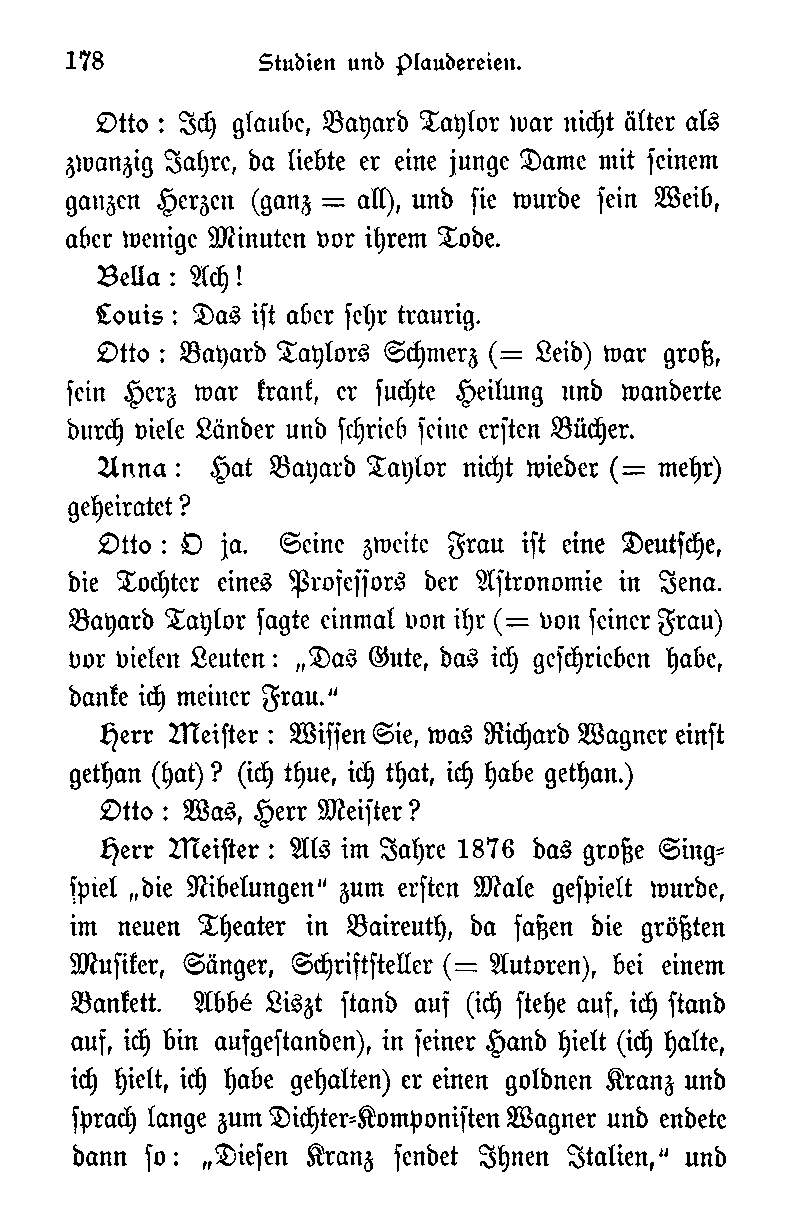 178 Studien und Plaudereien.
Otto : Ich glaube, Bayard Taylor war nicht älter als
zwanzig Jahre, da liebte er eine junge Dame mit seinem
ganzen Herzen (ganz = all), und sie wurde sein Weib,
aber wenige Minuten vor ihrem Tode.
Bella : Ach !
Louis : Das ist aber sehr traurig.
Otto : Bayard Taylors Schmerz (= Leid) war groß,
sein Herz war krank, er suchte Heilung und wanderte
durch viele Länder und schrieb seine ersten Bücher.
Anna : Hat Bayard Taylor nicht wieder (= mehr)
geheiratet ?
Otto : O ja. Seine zweite Frau ist eine Deutsche,
die Tochter eines Professors der Astronomie in Jena.
Bayard Taylor sagte einmal von ihr (= von seiner Frau)
vor vielen Leuten : „Das Gute, das ich geschrieben habe,
danke ich meiner Frau."
Herr Meister : Wissen Sie, was Richard Wagner einst
gethan (hat) ? (ich thue, ich that, ich habe gethan.)
Otto : Was, Herr Meister ?
Herr Meister : Als im Jahre 1876 das große Sing-
spiel „die Nibelungen" zum ersten Male gespielt wurde,
im neuen Theater in Baireuth, da saßen die größten
Musiker, Sänger, Schriftsteller (= Autoren), bei einem
Bankett. Abbé Liszt stand auf (ich stehe auf, ich stand
auf, ich bin aufgestanden), in seiner Hand hielt (ich halte,
ich hielt, ich habe gehalten) er einen goldnen Kranz und
sprach lange zum Dichter-Komponisten Wagner und endete
dann so : „Diesen Kranz sendet Ihnen Italien," und